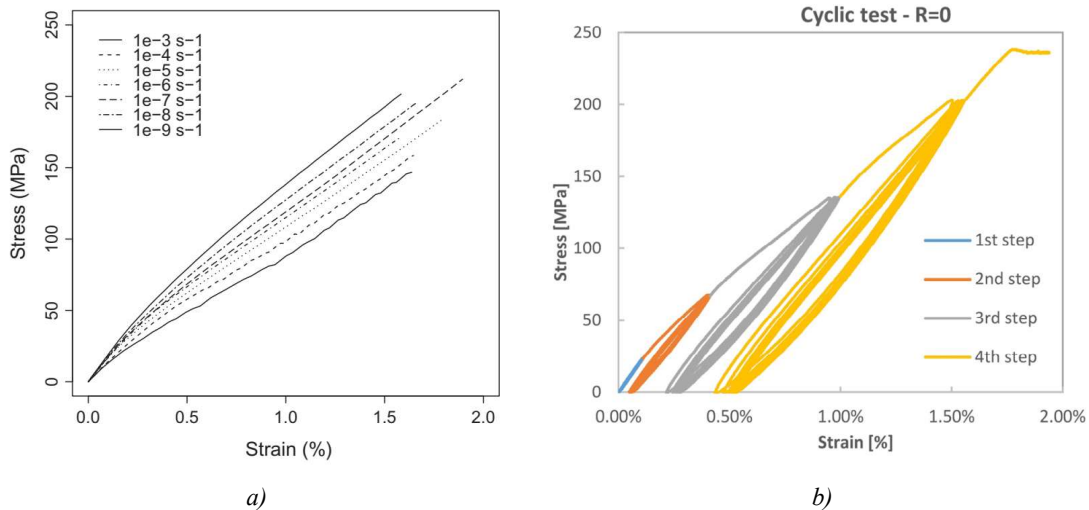 250
200
150
100
50
0
Stress (MPa)
1e−3 s−1
1e−4 s−1
1e−5 s−1
1e−6 s−1
1e−7 s−1
1e−8 s−1
1e−9 s−1
0.0
0.5
1.0
1.5
2.0
Strain (%)
a)
Cyclic test - R=0
250
200
150
100
50
0
Stress [MPa]
1st step
2nd step
3rd step
4th step
0.00%
0.50%
1.00%
1.50%
2.00%
Strain [%]
b)